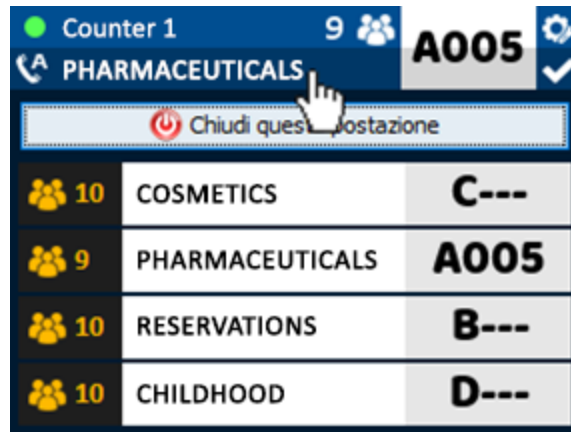 Counter 1 9 A005
A PHARMACEUTICALS
Chiudi postazione
10 COSMETICS C---
9 PHARMACEUTICALS A005
10 RESERVATIONS B---
10 CHILDHOOD D---